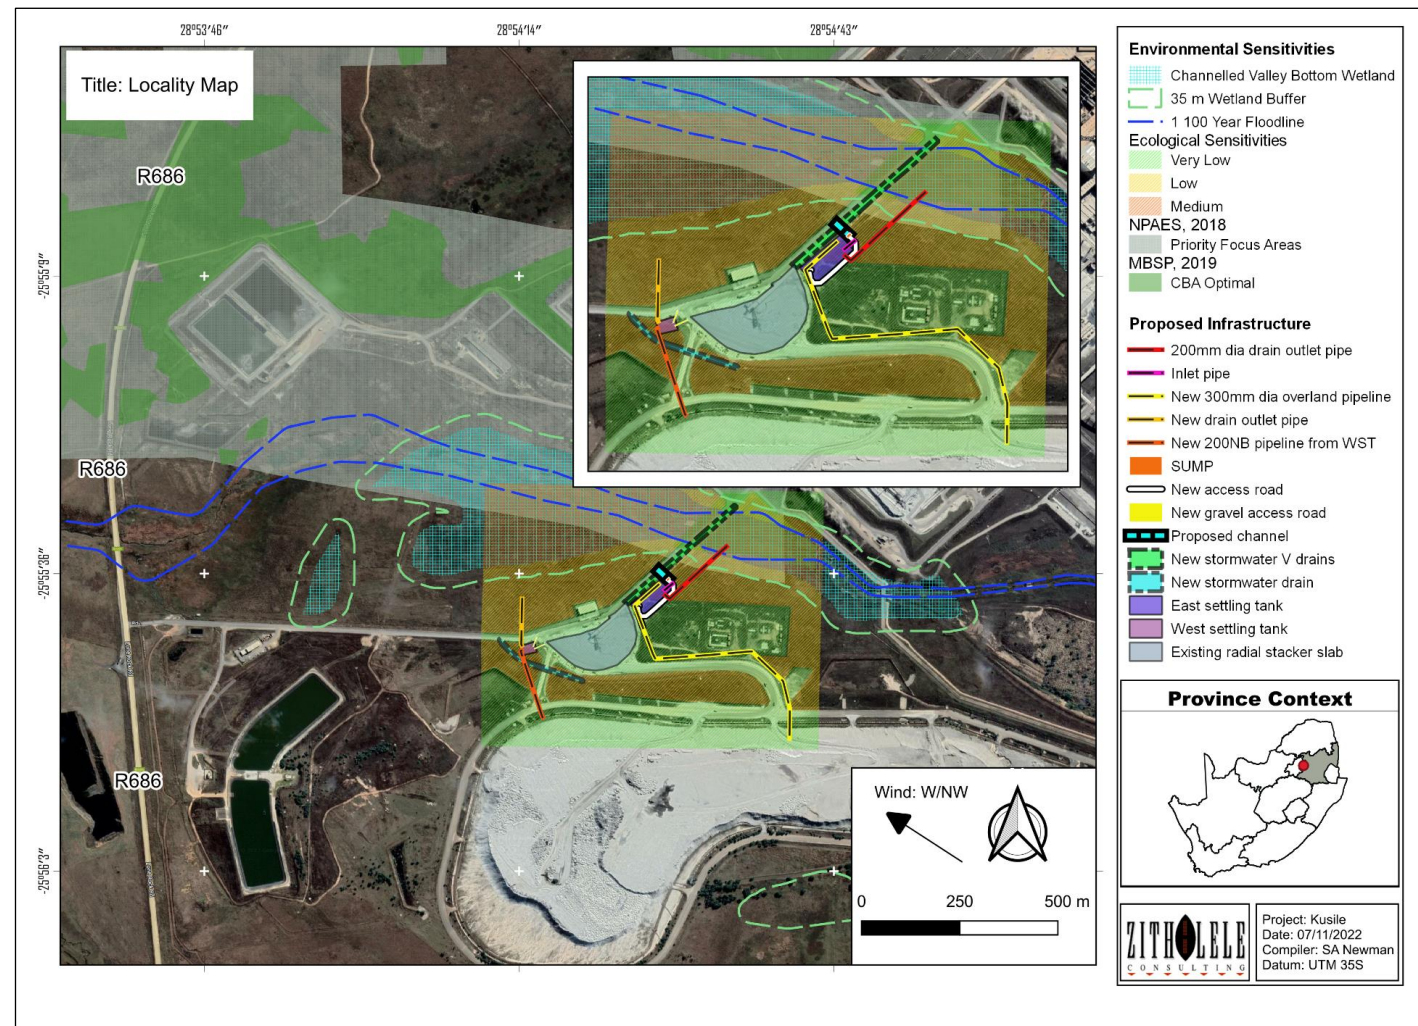 28°53'46"
28°54'14"
28°54'43"
Title: Locality Map
R686
R686
R686
-25°55'9"
-25°55'36"
-25°56'3"
Wind: W/NW
0
250
500 m
Environmental Sensitivities
Channelled Valley Bottom Wetland
35 m Wetland Buffer
1 100 Year Floodline
Ecological Sensitivities
Very Low
Low
Medium
NPAES, 2018
Priority Focus Areas
MBSP, 2019
CBA Optimal
Proposed Infrastructure
200mm dia drain outlet pipe
Inlet pipe
New 300mm dia overland pipeline
New drain outlet pipe
New 200NB pipeline from WST
SUMP
New access road
New gravel access road
Proposed channel
New stormwater V drains
New stormwater drain
East settling tank
West settling tank
Existing radial stacker slab
Province Context
ZITHOLELE
CONSULTING
Project: Kusile
Date: 07/11/2022
Compiler: SA Newman
Datum: UTM 35S